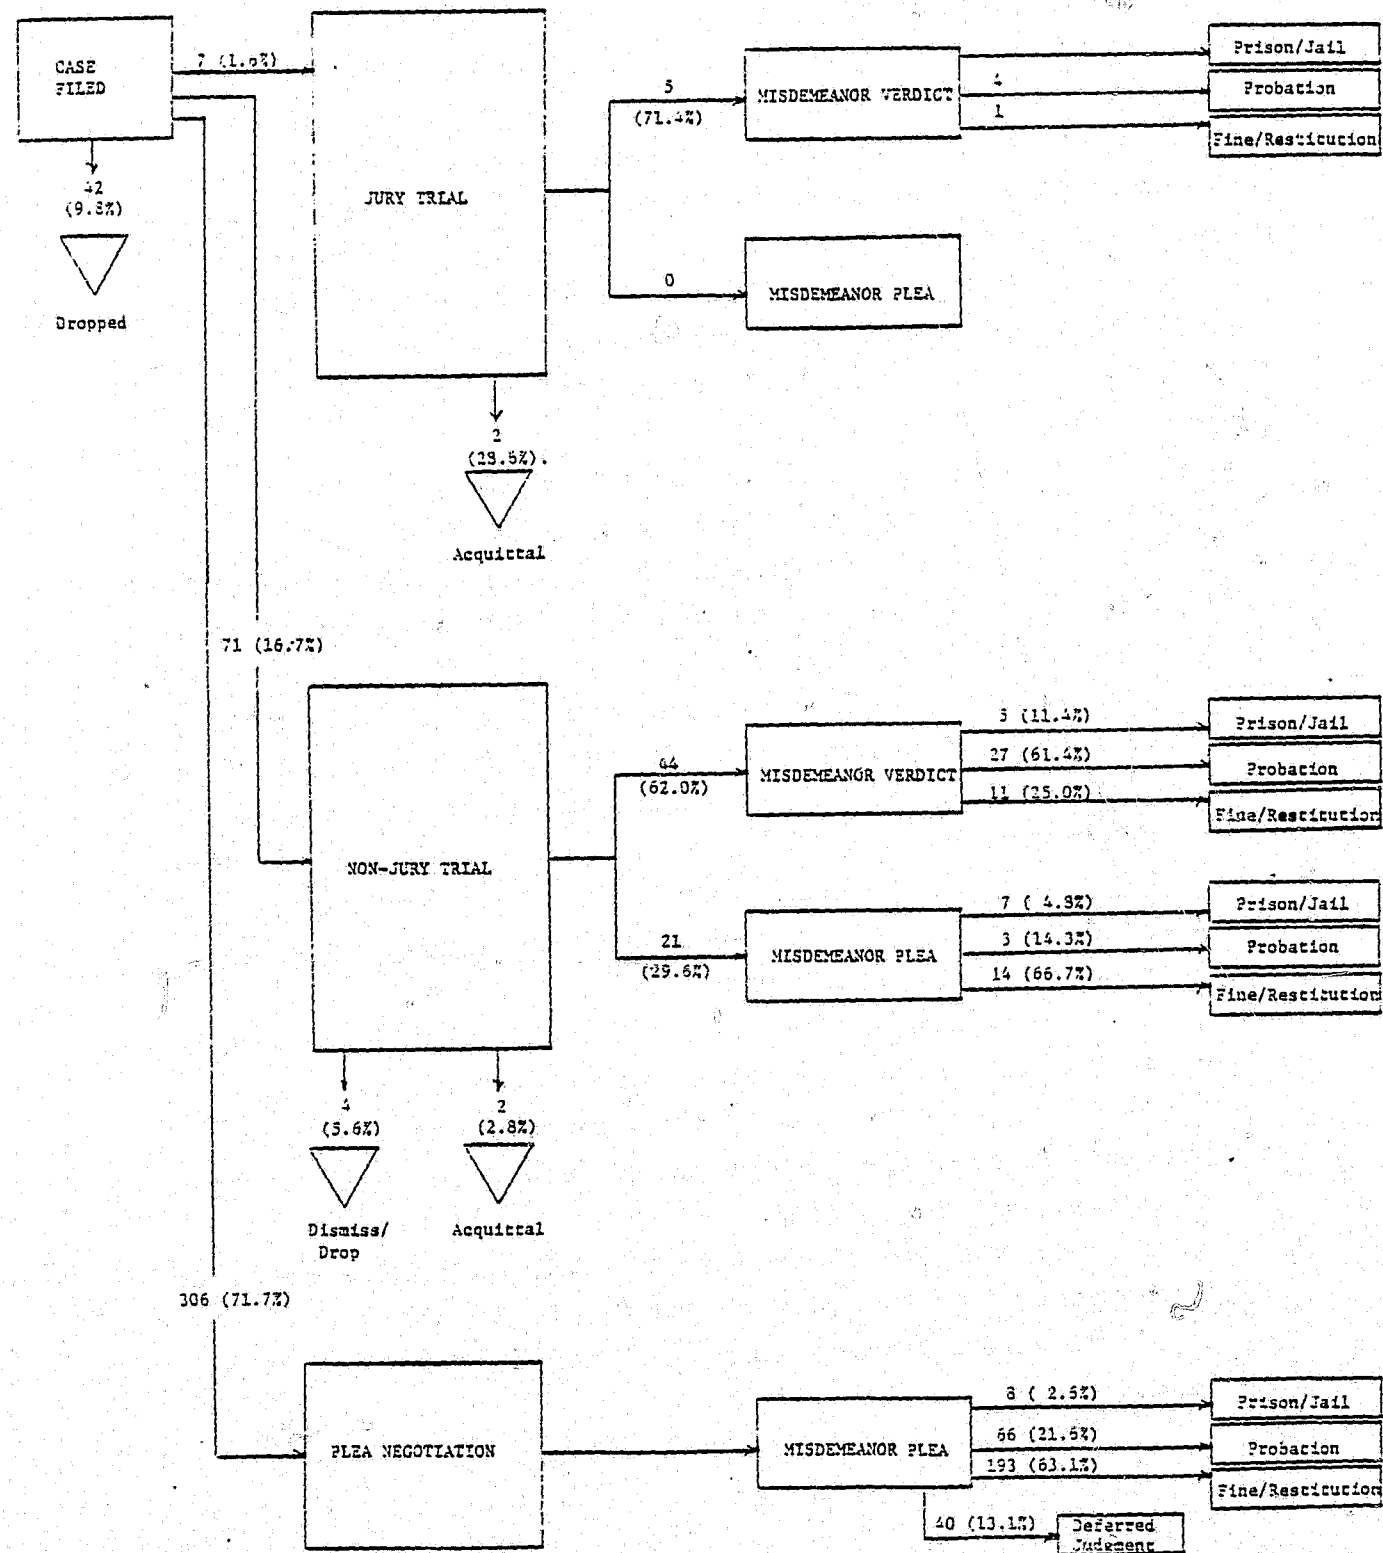 CASE
FILED
7 (1.6%)
42
(9.8%)
Dropped
JURY TRIAL
5
(71.4%)
MISDEMEANOR VERDICT
Prison/Jail
4
Probation
1
Fine/Restitution
0
MISDEMEANOR PLEA
2
(28.6%)
Acquittal
71 (16.7%)
NON-JURY TRIAL
44
(62.0%)
MISDEMEANOR VERDICT
5 (11.4%)
Prison/Jail
27 (61.4%)
Probation
11 (25.0%)
Fine/Restitution
21
(29.6%)
MISDEMEANOR PLEA
7 ( 4.8%)
Prison/Jail
3 (14.3%)
Probation
14 (66.7%)
Fine/Restitution
4
(5.6%)
Dismiss/
Drop
2
(2.8%)
Acquittal
306 (71.7%)
PLEA NEGOTIATION
MISDEMEANOR PLEA
8 ( 2.6%)
Prison/Jail
66 (21.6%)
Probation
193 (63.1%)
Fine/Restitution
40 (13.1%)
Deferred
Judgment